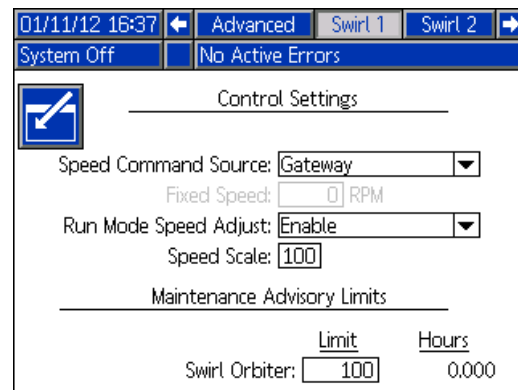 01/11/12 16:37 Advanced Swirl 1 Swirl 2
System Off No Active Errors
Control Settings
Speed Command Source: Gateway
Fixed Speed: 0 RPM
Run Mode Speed Adjust: Enable
Speed Scale: 100
Maintenance Advisory Limits
Limit Hours
Swirl Orbiter: 100 0.000